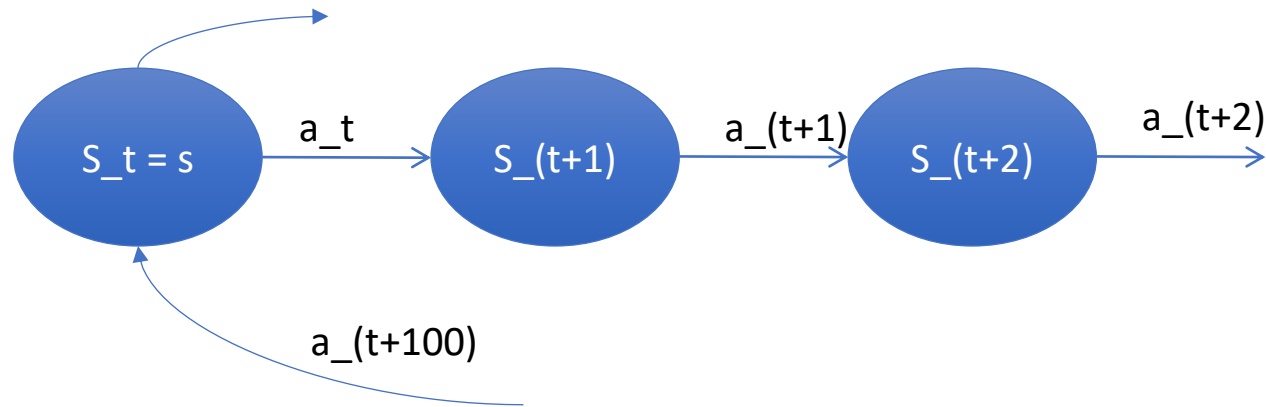 S_t = s
a_t
S_(t+1)
a_(t+1)
S_(t+2)
a_(t+2)
a_(t+100)